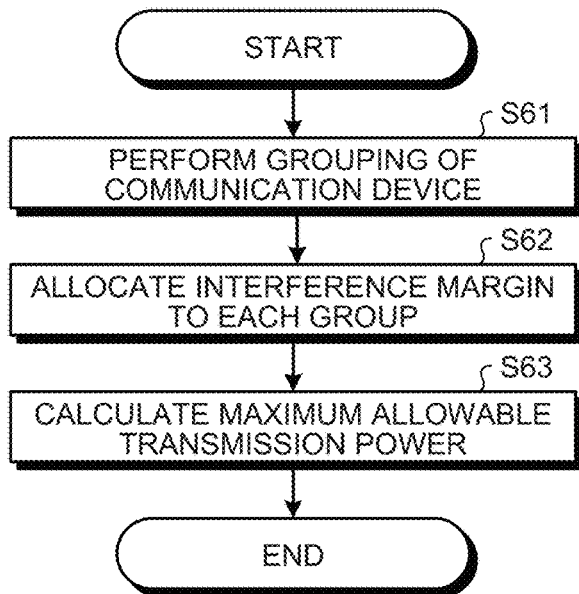 START
S61
PERFORM GROUPING OF
COMMUNICATION DEVICE
S62
ALLOCATE INTERFERENCE MARGIN
TO EACH GROUP
S63
CALCULATE MAXIMUM ALLOWABLE
TRANSMISSION POWER
END